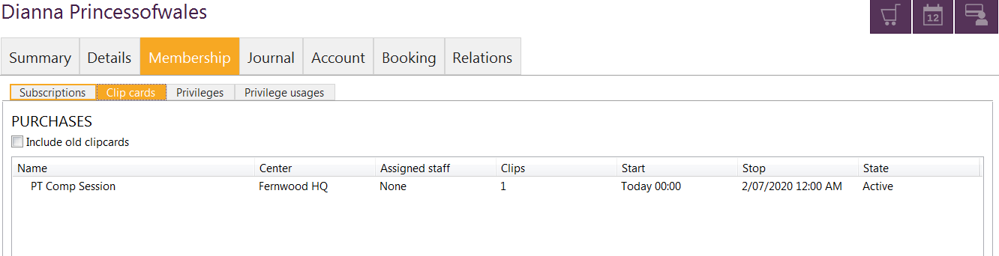 Dianna Princessofwales
12
Summary Details Membership Journal Account Booking Relations
Subscriptions Clip cards Privileges Privilege usages
PURCHASES
Include old clipcards
Name Center Assigned staff Clips Start Stop State
PT Comp Session Fernwood HQ None 1 Today 00:00 2/07/2020 12:00 AM Active